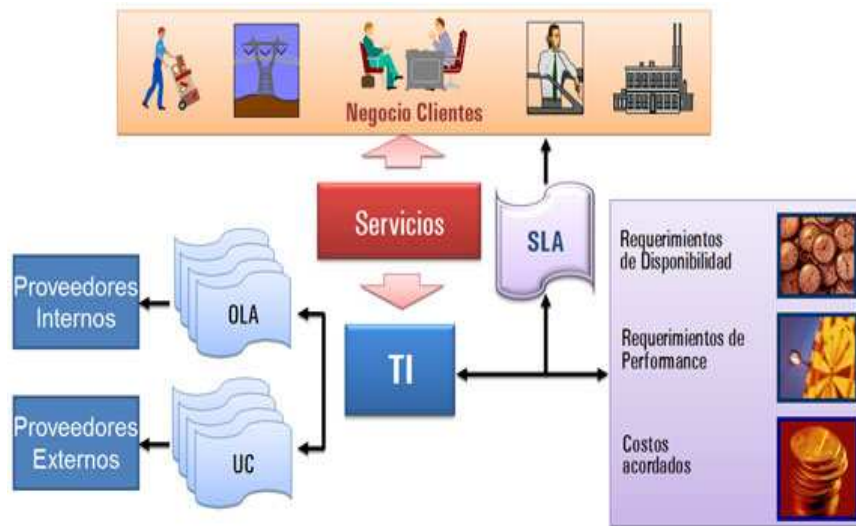 Negocio Clientes
Servicios
SLA
Requerimientos
de Disponibilidad
Proveedores
Internos
OLA
TI
Requerimientos de
Performance
Proveedores
Externos
UC
Costos
acordados